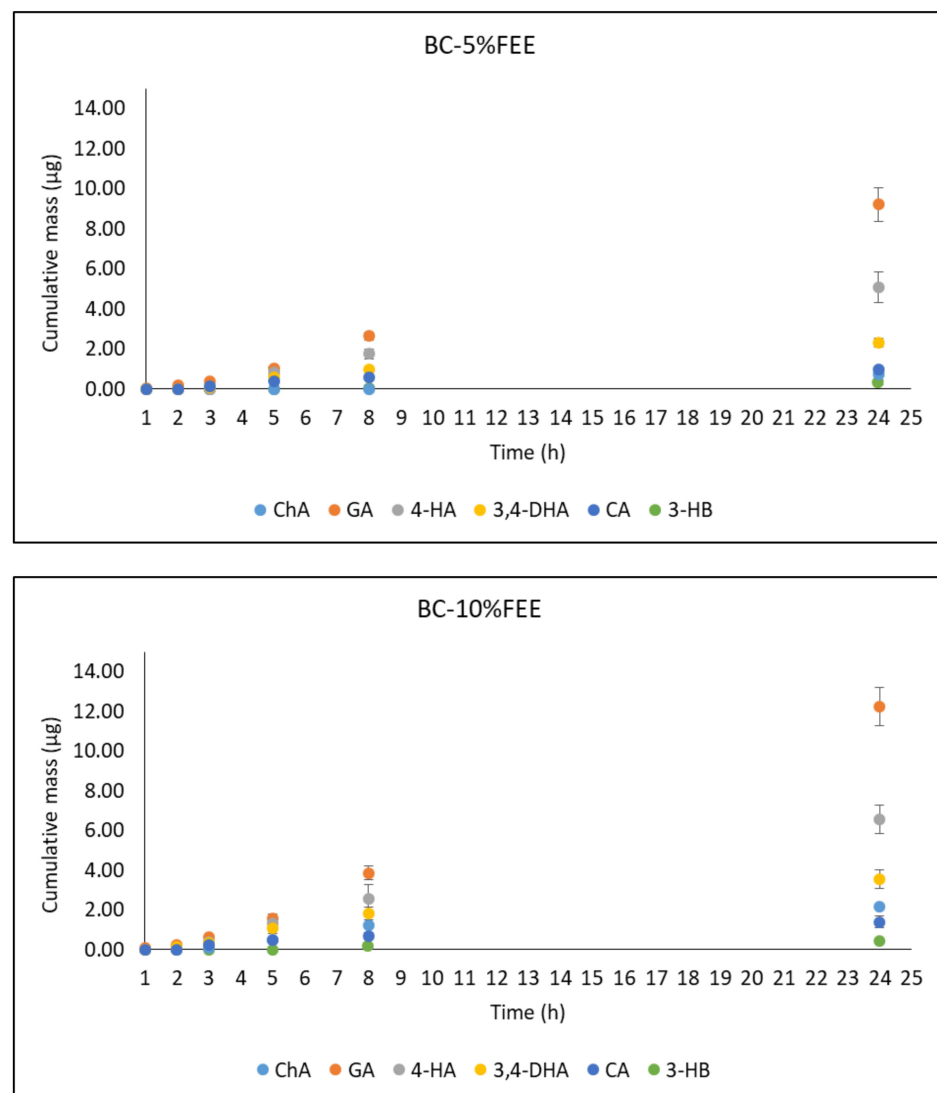 BC-5%FEE
14.00
12.00
10.00
8.00
6.00
4.00
2.00
0.00
Cumulative mass (µg)
1 2 3 4 5 6 7 8 9 10 11 12 13 14 15 16 17 18 19 20 21 22 23 24 25
Time (h)
ChA GA 4-HA 3,4-DHA CA 3-HB
BC-10%FEE
14.00
12.00
10.00
8.00
6.00
4.00
2.00
0.00
Cumulative mass (µg)
1 2 3 4 5 6 7 8 9 10 11 12 13 14 15 16 17 18 19 20 21 22 23 24 25
Time (h)
ChA GA 4-HA 3,4-DHA CA 3-HB